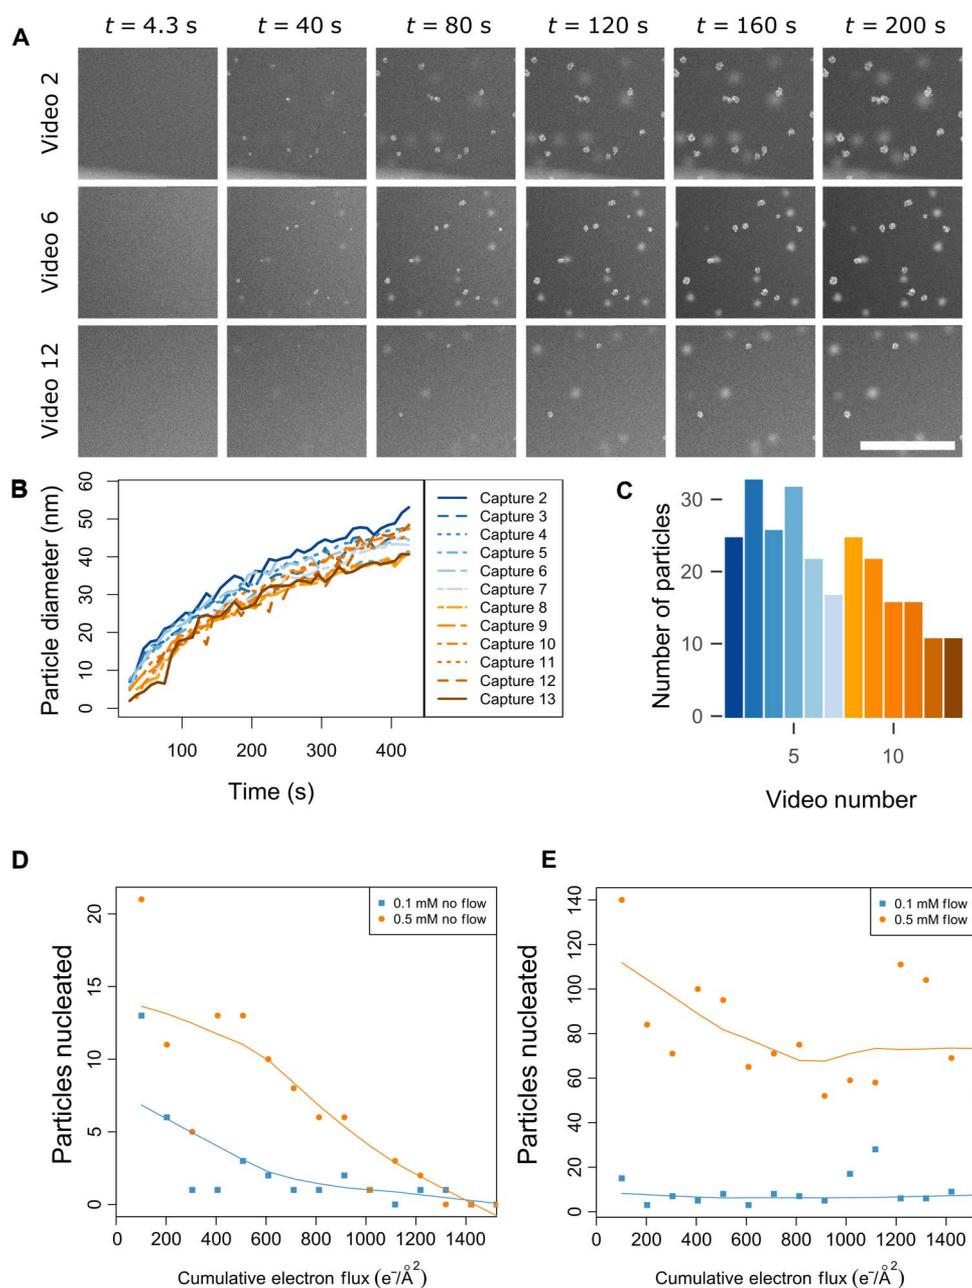 A
t = 4.3 s t = 40 s t = 80 s t = 120 s t = 160 s t = 200 s
Video 2
Video 6
Video 12
B
Particle diameter (nm)
60
50
40
30
20
10
0
100 200 300 400
Time (s)
Capture 2
Capture 3
Capture 4
Capture 5
Capture 6
Capture 7
Capture 8
Capture 9
Capture 10
Capture 11
Capture 12
Capture 13
C
Number of particles
30
20
10
0
5 10
Video number
D
Particles nucleated
20
15
10
5
0
0 200 400 600 800 1000 1200 1400
Cumulative electron flux (e⁻/Å²)
0.1 mM no flow
0.5 mM no flow
E
Particles nucleated
140
120
100
80
60
40
20
0
0 200 400 600 800 1000 1200 1400
Cumulative electron flux (e⁻/Å²)
0.1 mM flow
0.5 mM flow